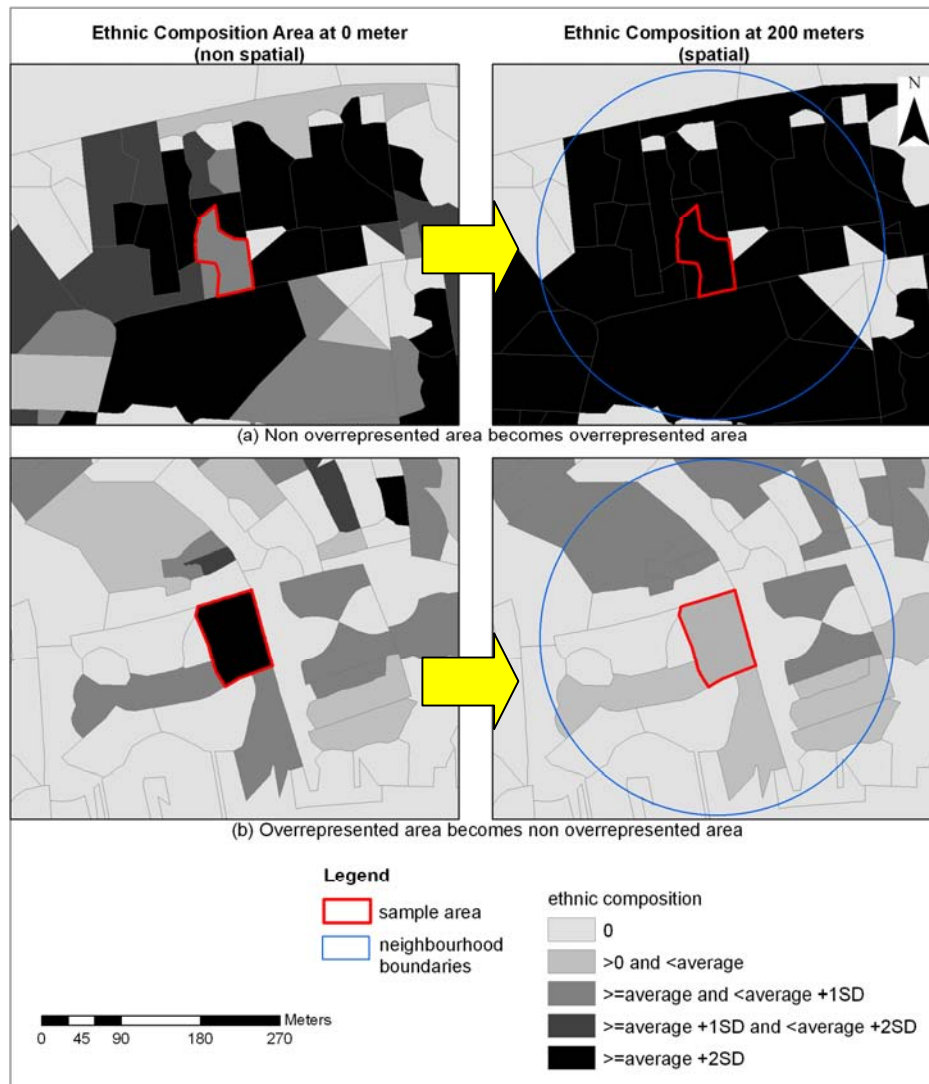 Ethnic Composition Area at 0 meter
(non spatial)
Ethnic Composition at 200 meters
(spatial)
N
(a) Non overrepresented area becomes overrepresented area
(b) Overrepresented area becomes non overrepresented area
Legend
sample area
neighbourhood
boundaries
ethnic composition
0
>0 and <average
>=average and <average +1SD
>=average +1SD and <average +2SD
>=average +2SD
Meters
0 45 90 180 270